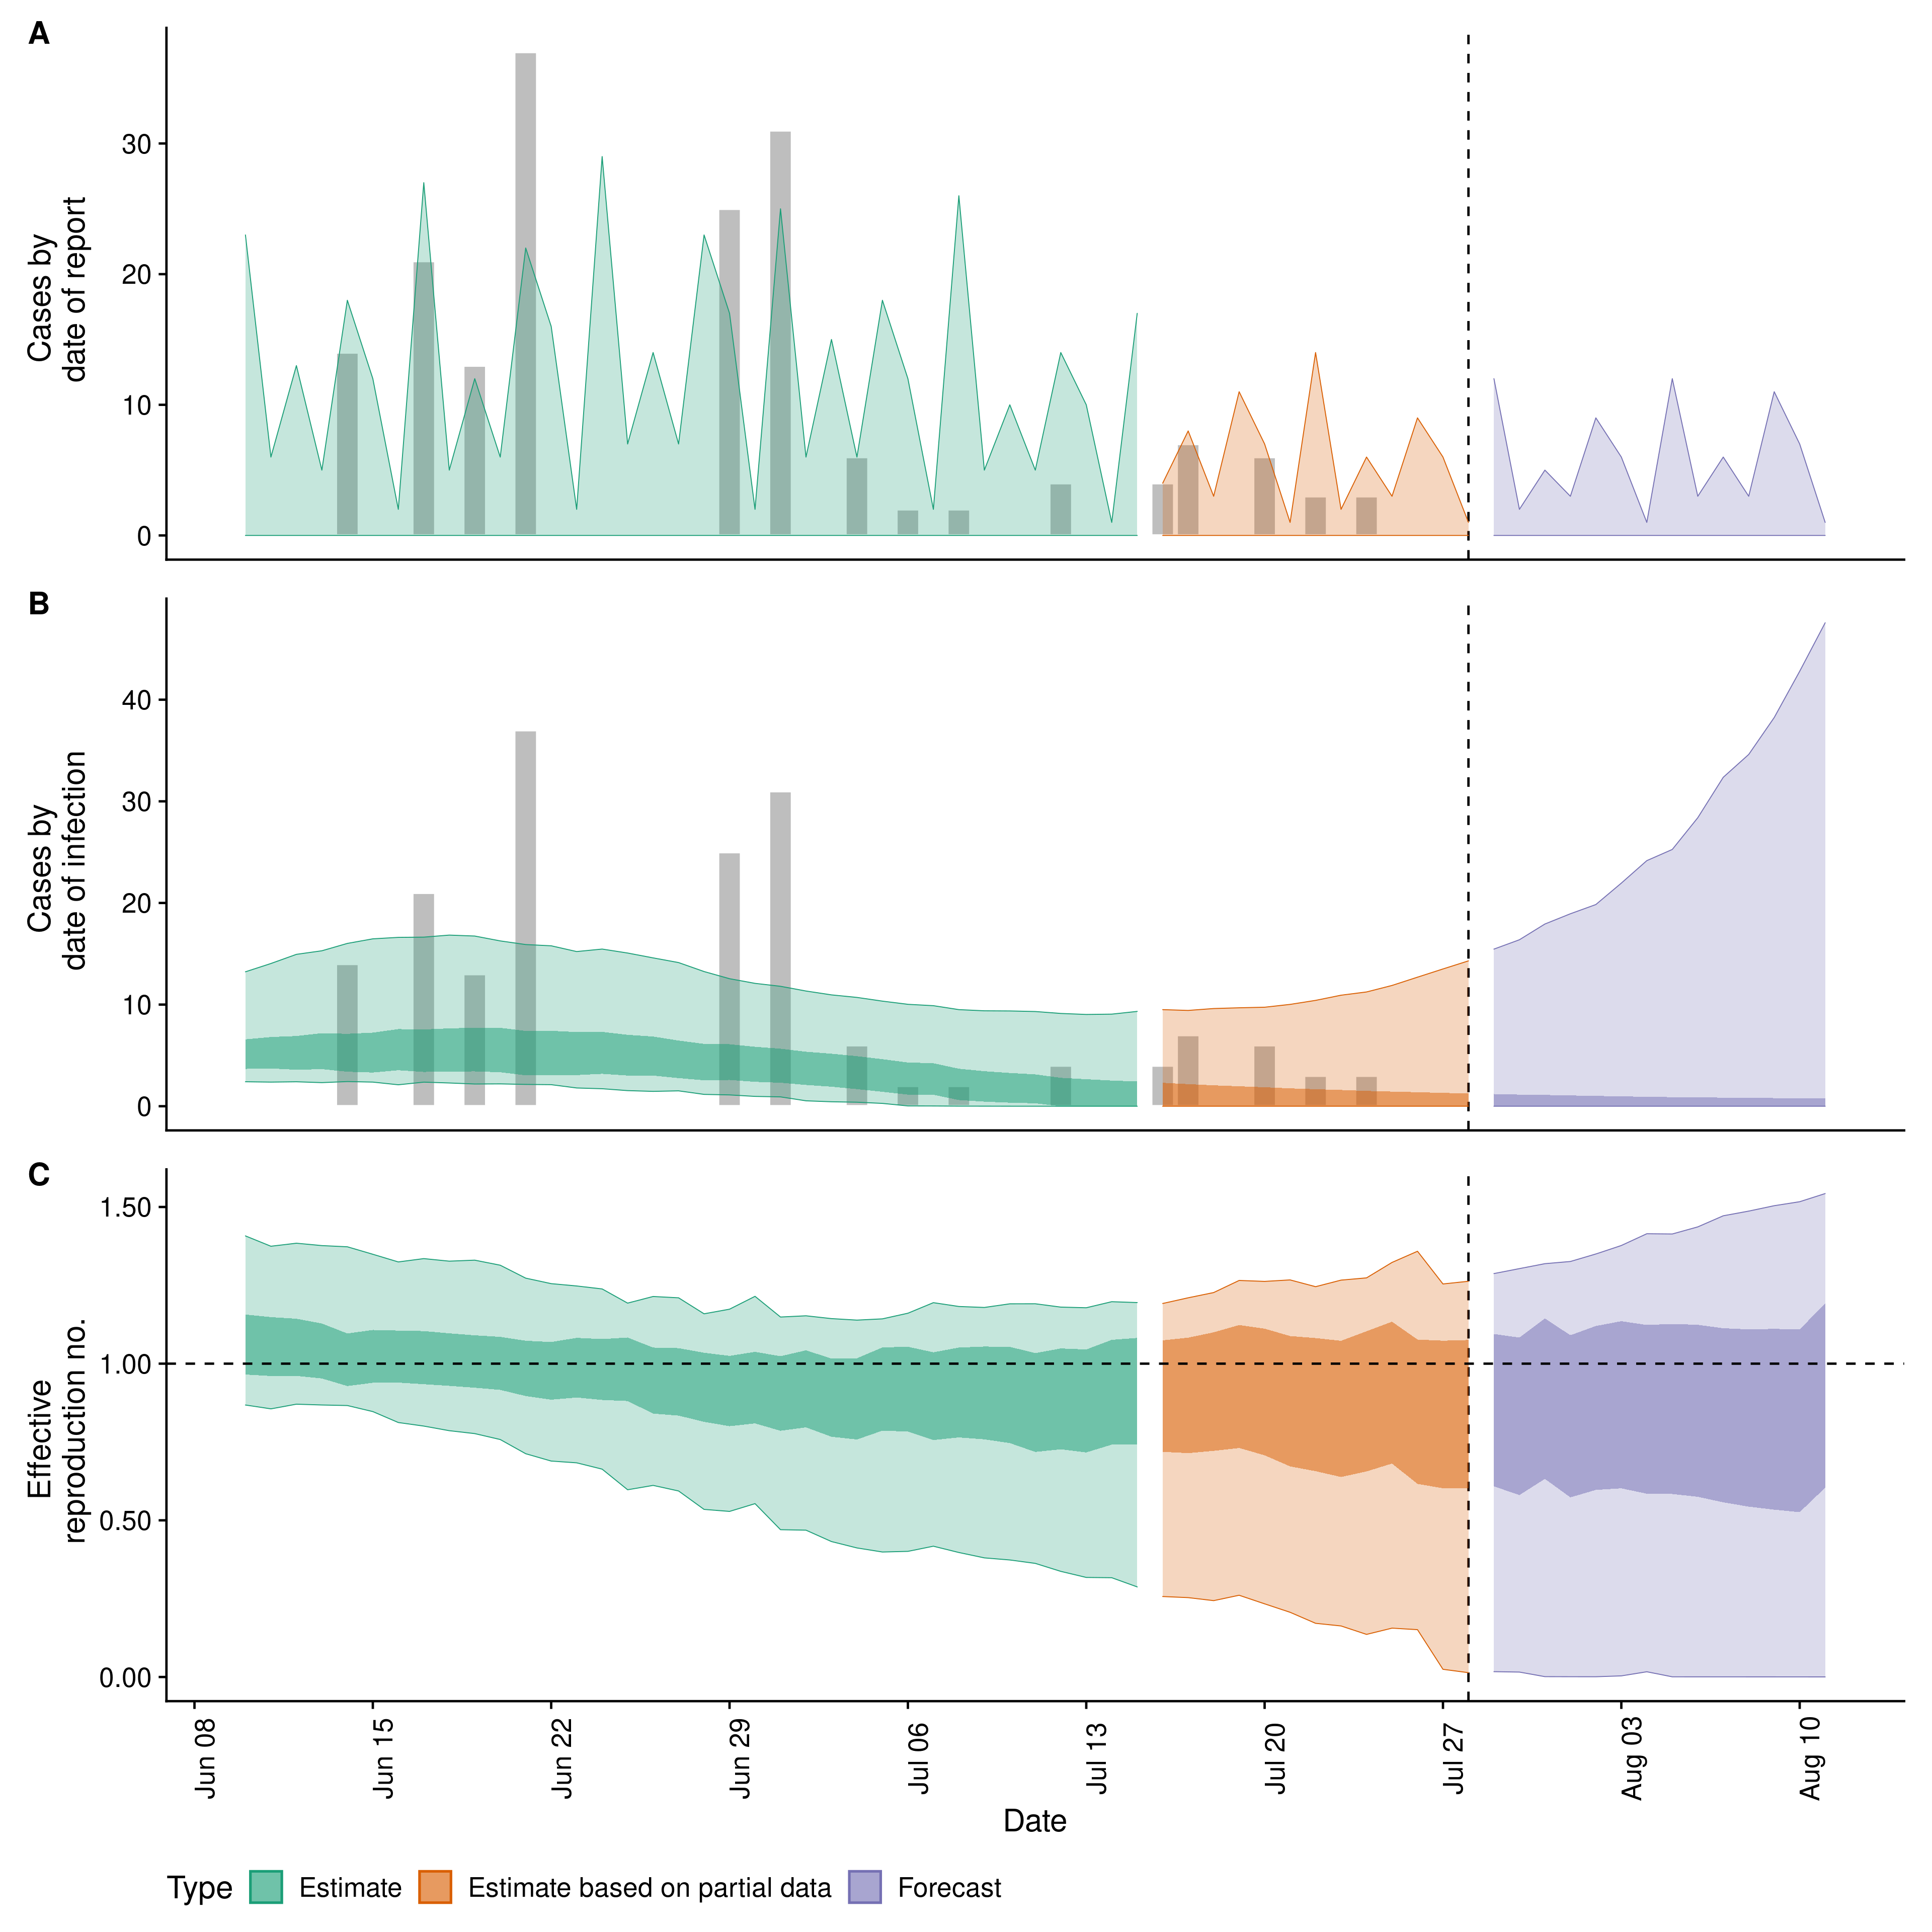 A
Cases by
date of report
30
20
10
0
B
Cases by
date of infection
40
30
20
10
0
C
Effective
reproduction no.
1.50
1.00
0.50
0.00
Jun 08
Jun 15
Jun 22
Jun 29
Jul 06
Jul 13
Jul 20
Jul 27
Aug 03
Aug 10
Date
Type Estimate Estimate based on partial data Forecast